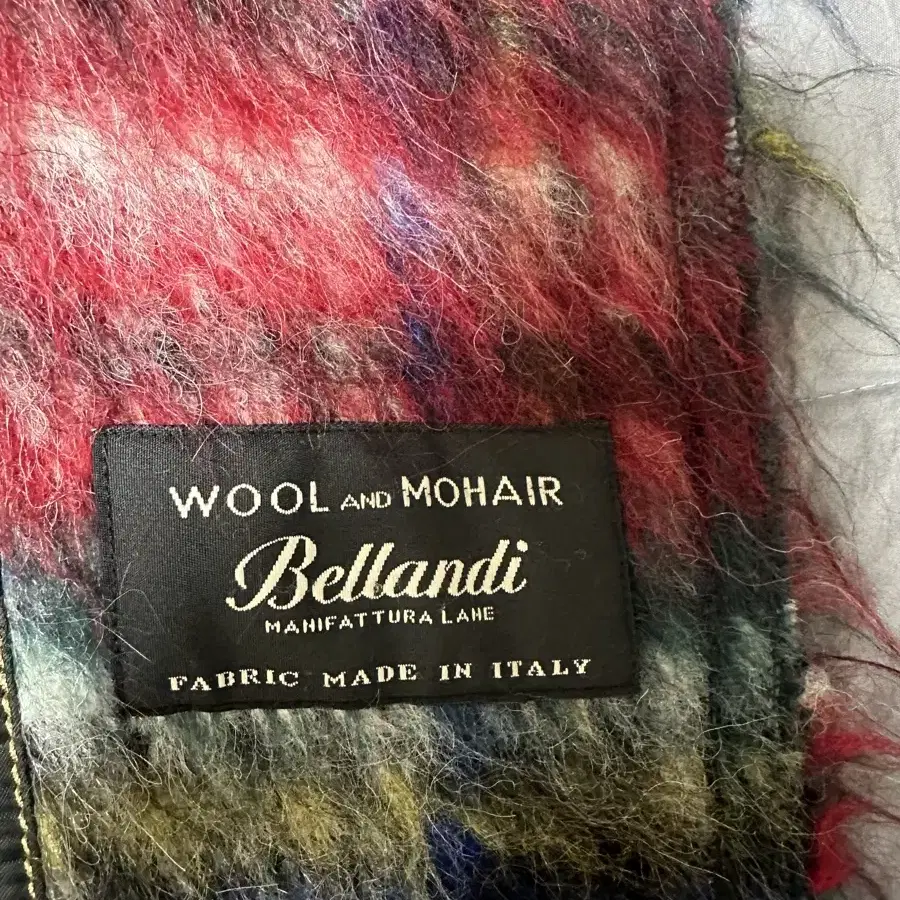 WOOL AND MOHAIR
Bellandi
MANIFATTURA LANE
FABRIC MADE IN ITALY